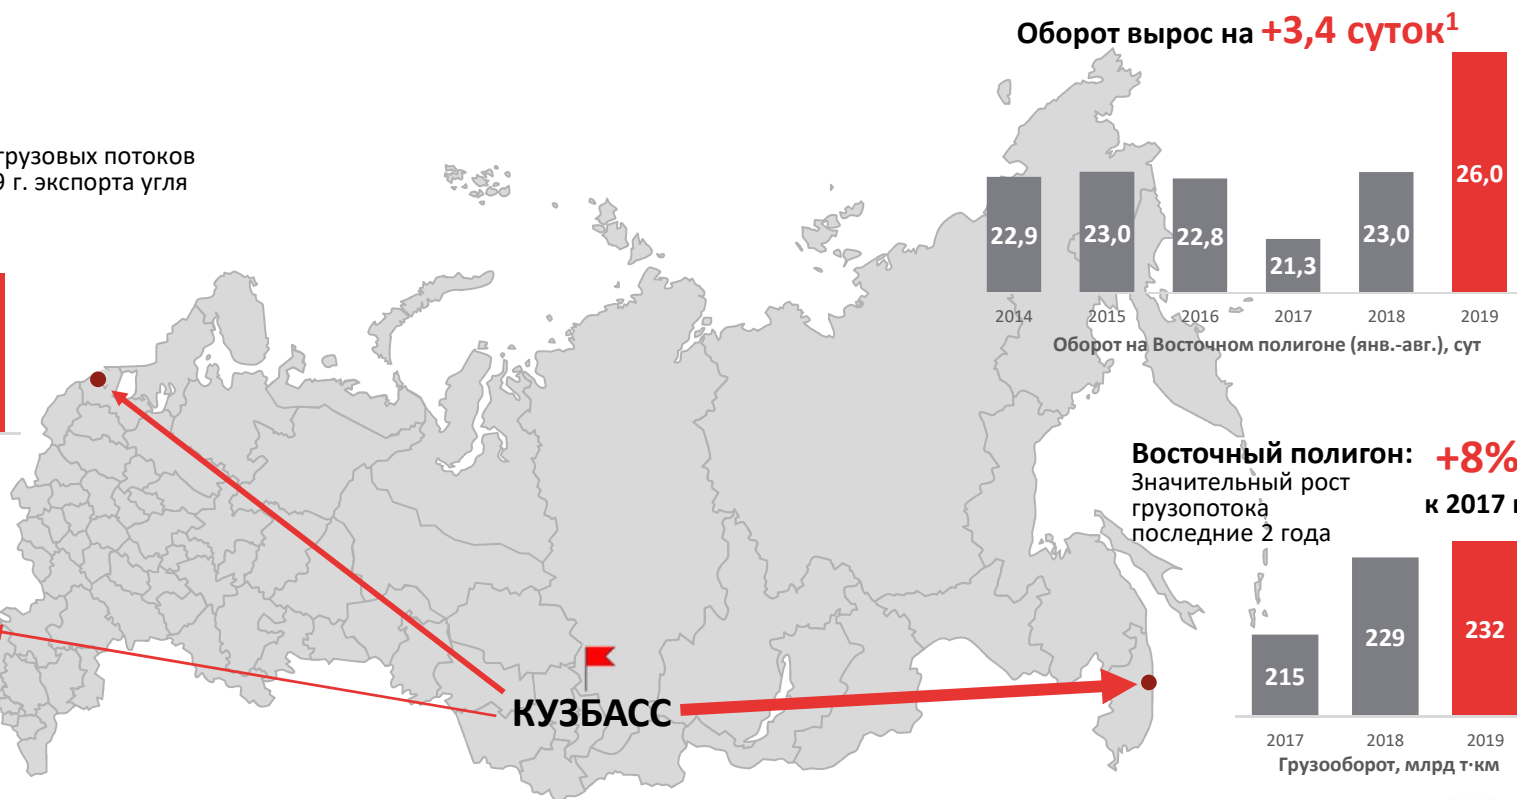 Оборот вырос на +3,4 суток¹
грузовых потоков
г. экспорта угля
22,9
23,0
22,8
21,3
23,0
26,0
2014
2015
2016
2017
2018
2019
Оборот на Восточном полигоне (янв.-авг.), сут
Восточный полигон: +8%
Значительный рост
грузопотока
последние 2 года
к 2017
215
229
232
2017
2018
2019
Грузооборот, млрд т·км
КУЗБАСС